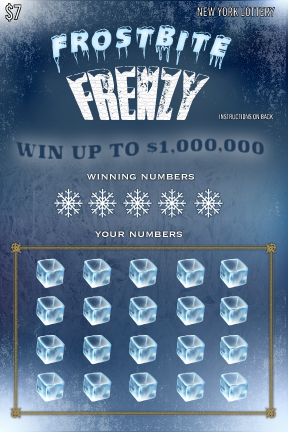 $7
NEW YORK LOTTERY
FROSTBITE
FRENZY
INSTRUCTIONS ON BACK
WIN UP TO $1,000,000
WINNING NUMBERS
YOUR NUMBERS